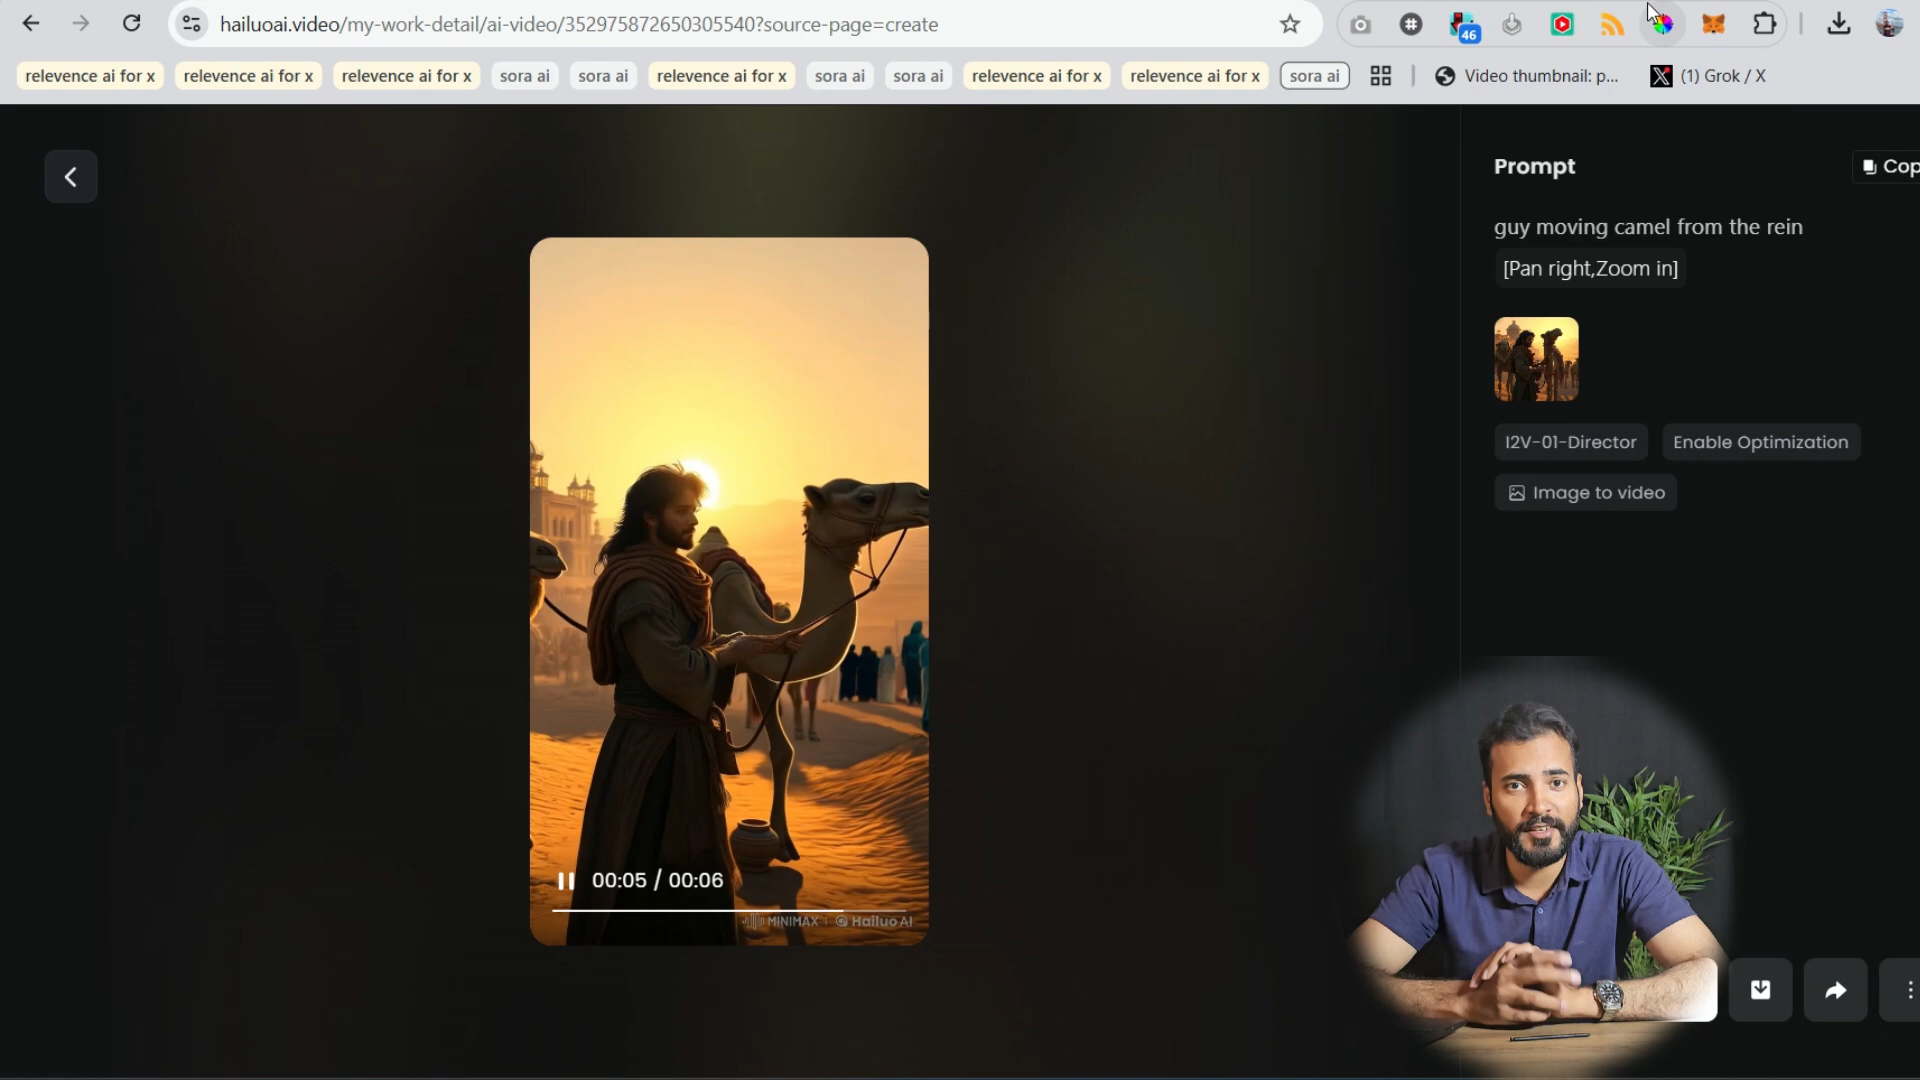 hailuoai.video/my-work-detail/ai-video/352975872650305540?source-page=create
46
relevence ai for x
relevence ai for x
relevence ai for x
sora ai
sora ai
relevence ai for x
sora ai
sora ai
relevence ai for x
relevence ai for x
sora ai
Video thumbnail: p...
(1) Grok / X
Prompt
Cop
guy moving camel from the rein
[Pan right,Zoom in]
I2V-01-Director
Enable Optimization
Image to video
00:05 / 00:06
MINIMAX | Hailuo AI